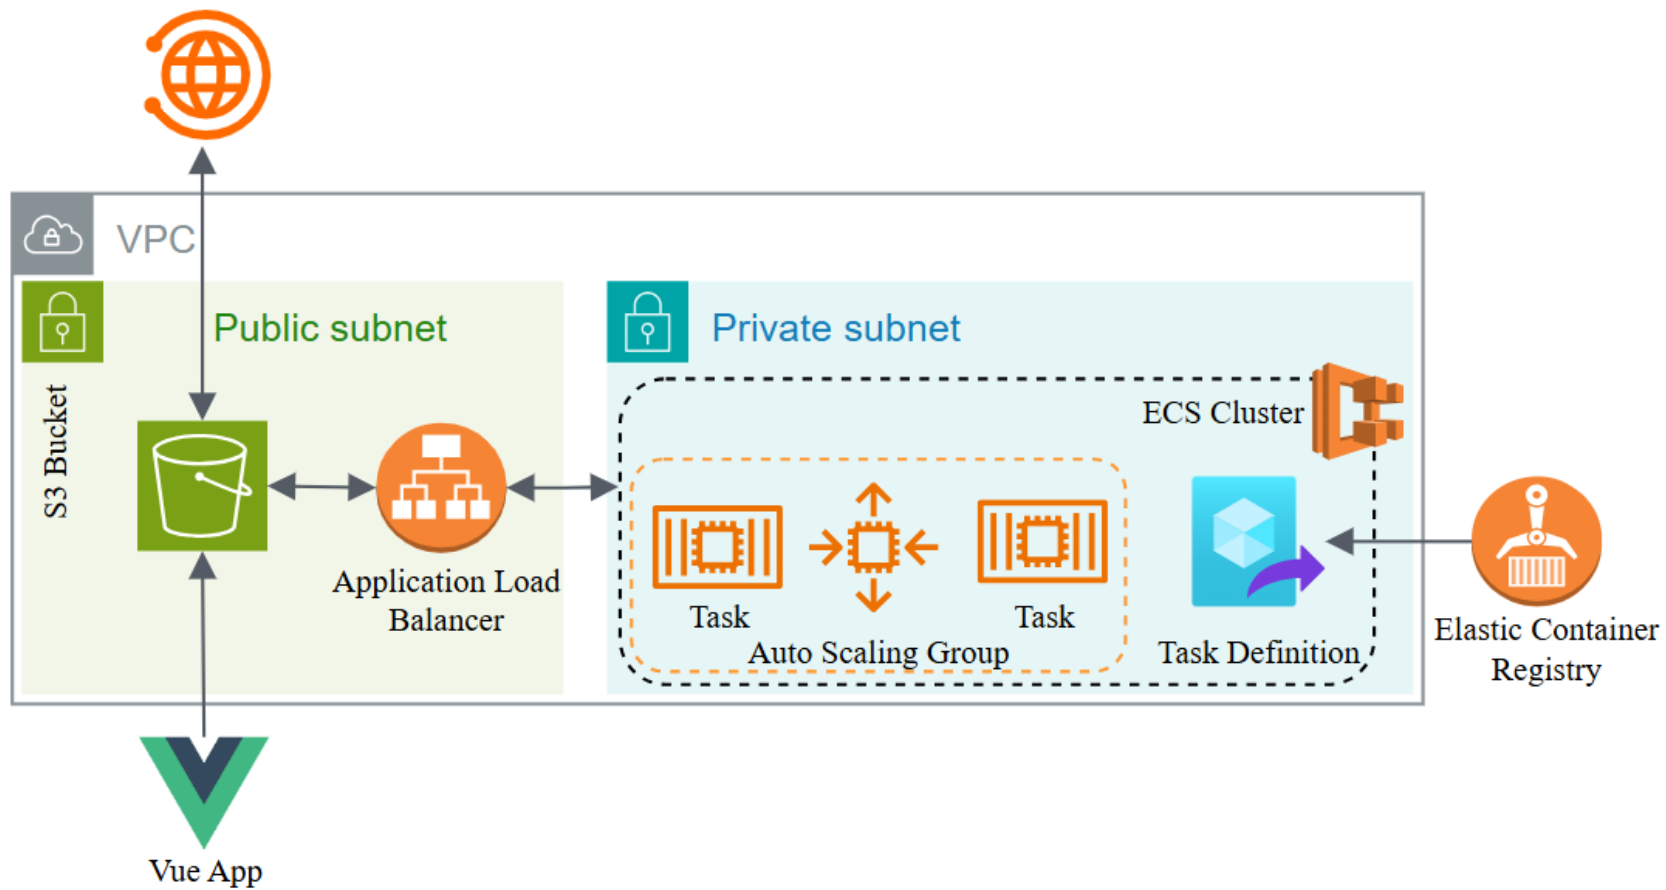 VPC
Public subnet
Private subnet
S3 Bucket
ECS Cluster
Application Load
Balancer
Task
Task
Auto Scaling Group
Task Definition
Elastic Container
Registry
Vue App